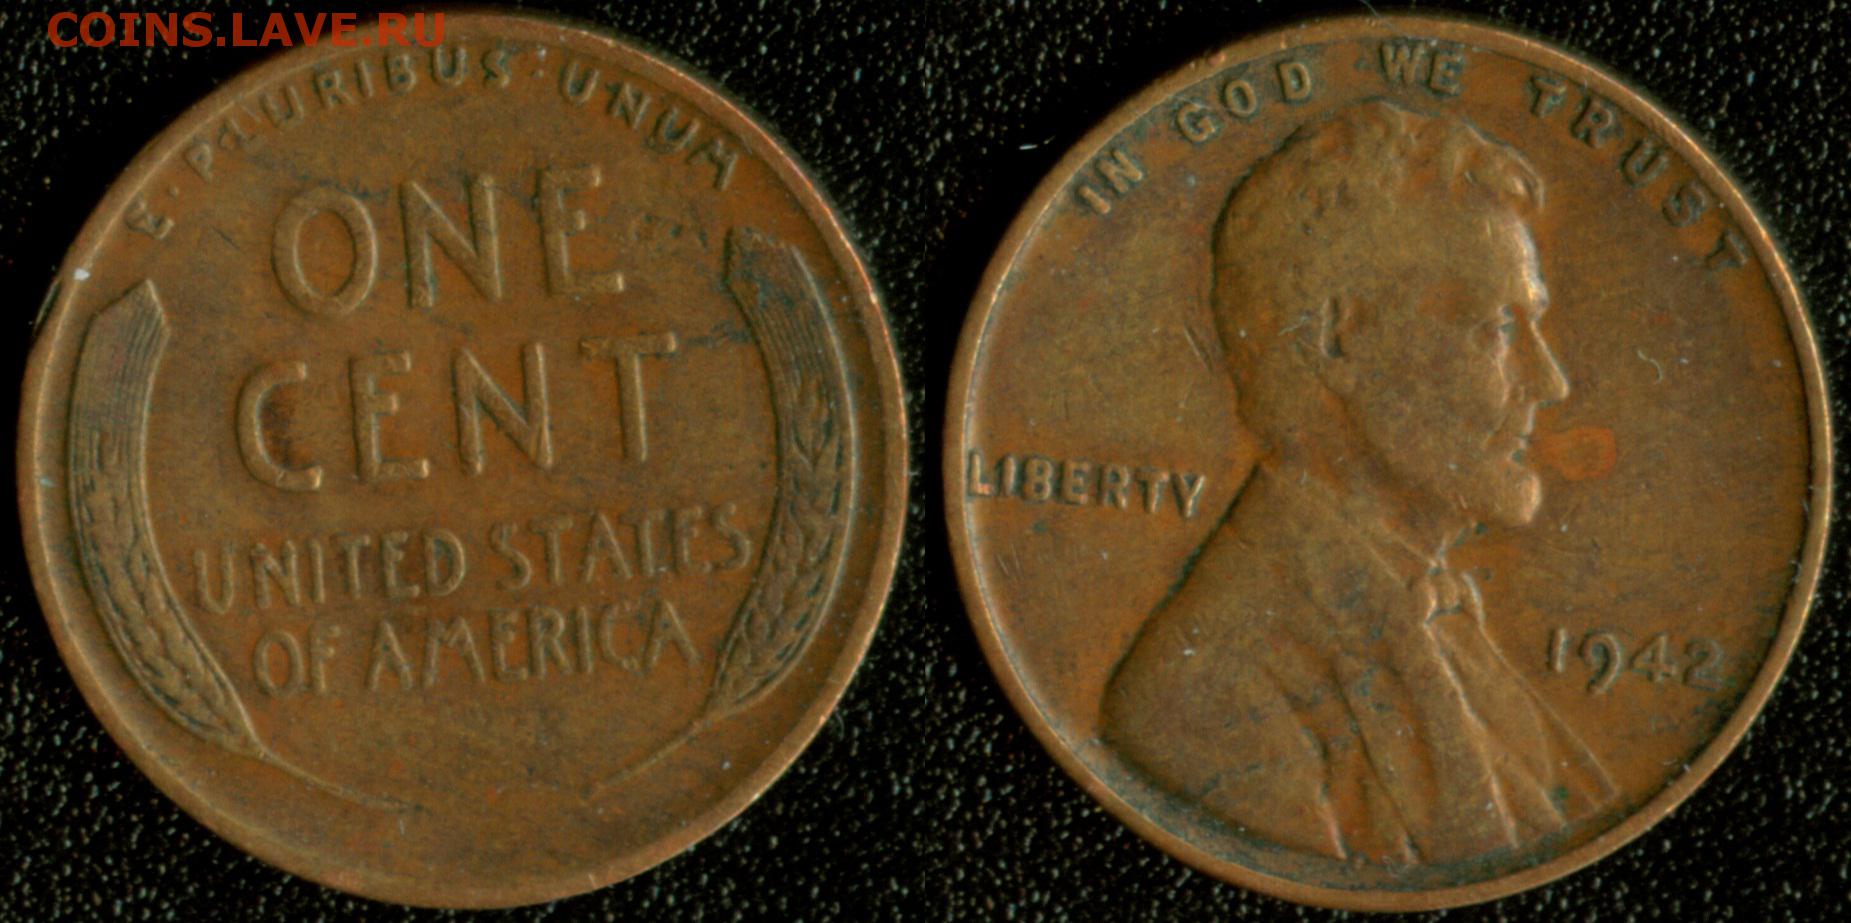 COINS.LAVE.RU
E·PLURIBUS·UNUM
ONE
CENT
UNITED STATES
OF AMERICA
IN GOD WE TRUST
LIBERTY
1942